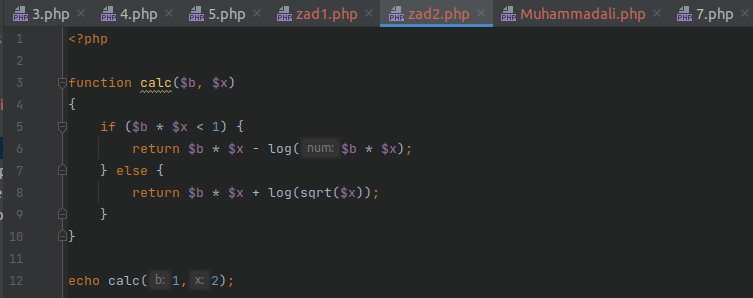 3.php × 4.php × 5.php × zad1.php × zad2.php × Muhammadali.php × 7.php ×
1 <?php
2
3 function calc($b, $x)
4 {
5 if ($b * $x < 1) {
6 return $b * $x - log( num: $b * $x);
7 } else {
8 return $b * $x + log(sqrt($x));
9 }
10 }
11
12 echo calc( b: 1, x: 2);